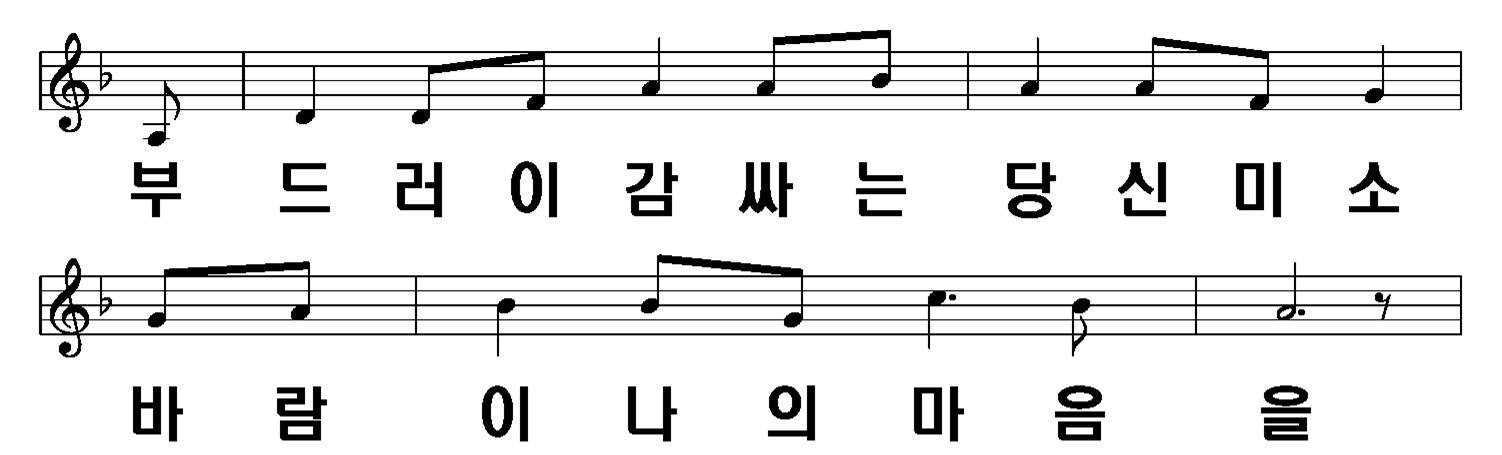 부 드 러 이 감 싸 는 당 신 미 소
바 람 이 나 의 마 음 을